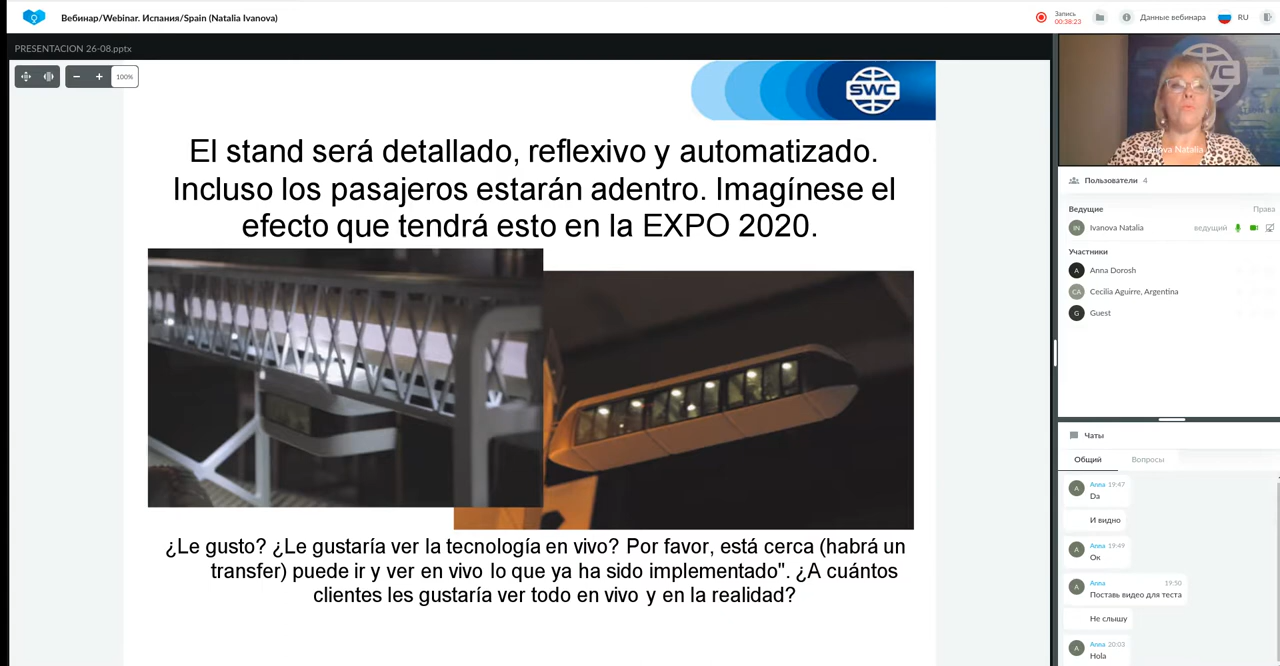 Вебинар/Webinar. Испания/Spain (Natalia Ivanova)
Запись
00:38:23
Данные вебинара
RU
PRESENTACION 26-08.pptx
100%
SWC
El stand será detallado, reflexivo y automatizado.
Incluso los pasajeros estarán adentro. Imagínese el
efecto que tendrá esto en la EXPO 2020.
¿Le gusto? ¿Le gustaría ver la tecnología en vivo? Por favor, está cerca (habrá un
transfer) puede ir y ver en vivo lo que ya ha sido implementado". ¿A cuántos
clientes les gustaría ver todo en vivo y en la realidad?
Ivanova Natalia
Пользователи 4
Ведущие Права
IN Ivanova Natalia ведущий
Участники
A Anna Dorosh
CA Cecilia Aguirre, Argentina
G Guest
Чаты
Общий Вопросы
A Anna 19:47
Da
И видно
A Anna 19:49
Ок
A Anna 19:50
Поставь видео для теста
Не слышу
A Anna 20:03
Hola